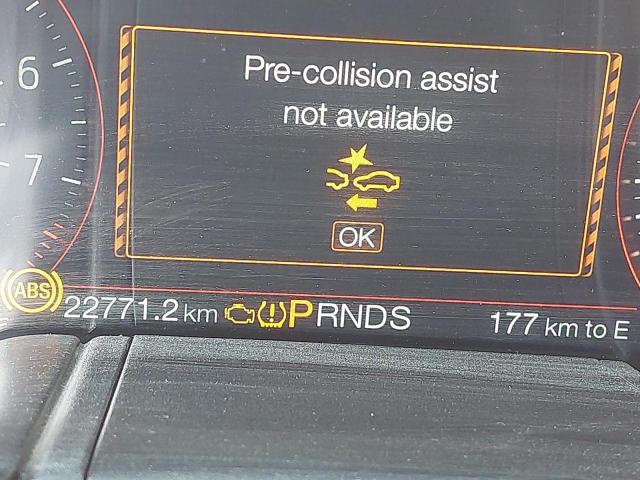 Pre-collision assist
not available
OK
6
7
ABS
22771.2 km ! PRNDS 177 km to E